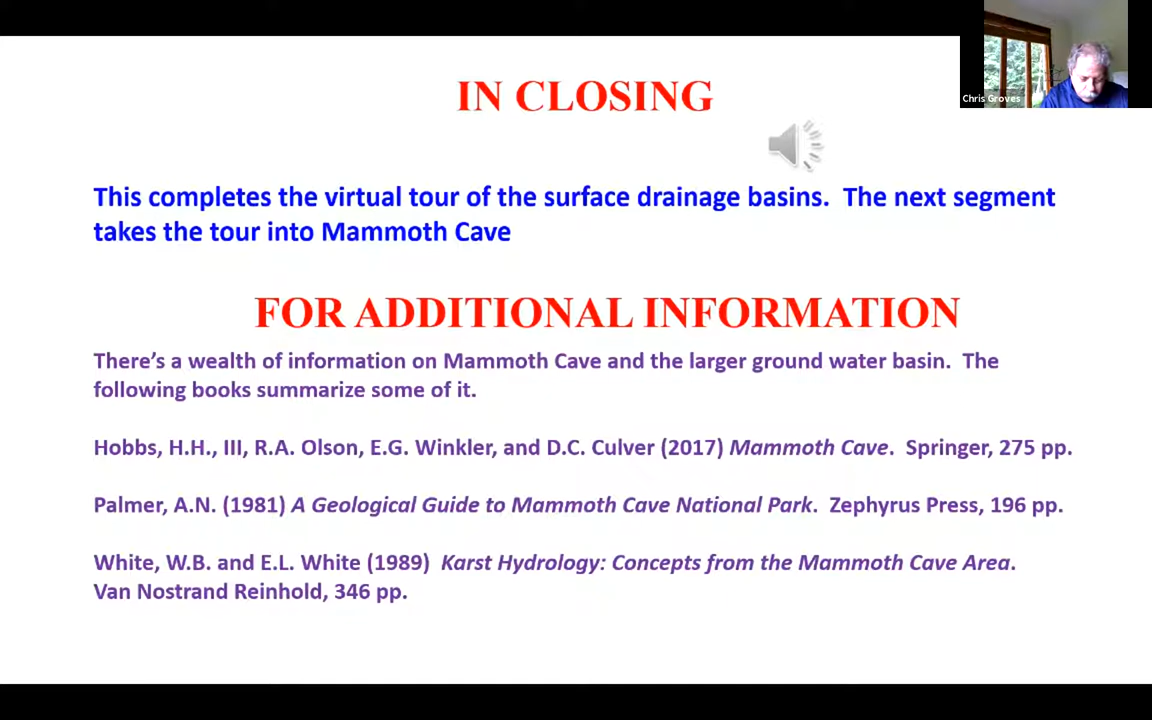 IN CLOSING
Chris Groves
This completes the virtual tour of the surface drainage basins.  The next segment
takes the tour into Mammoth Cave
FOR ADDITIONAL INFORMATION
There’s a wealth of information on Mammoth Cave and the larger ground water basin.  The
following books summarize some of it.
Hobbs, H.H., III, R.A. Olson, E.G. Winkler, and D.C. Culver (2017) Mammoth Cave.  Springer, 275 pp.
Palmer, A.N. (1981) A Geological Guide to Mammoth Cave National Park.  Zephyrus Press, 196 pp.
White, W.B. and E.L. White (1989)  Karst Hydrology: Concepts from the Mammoth Cave Area.
Van Nostrand Reinhold, 346 pp.